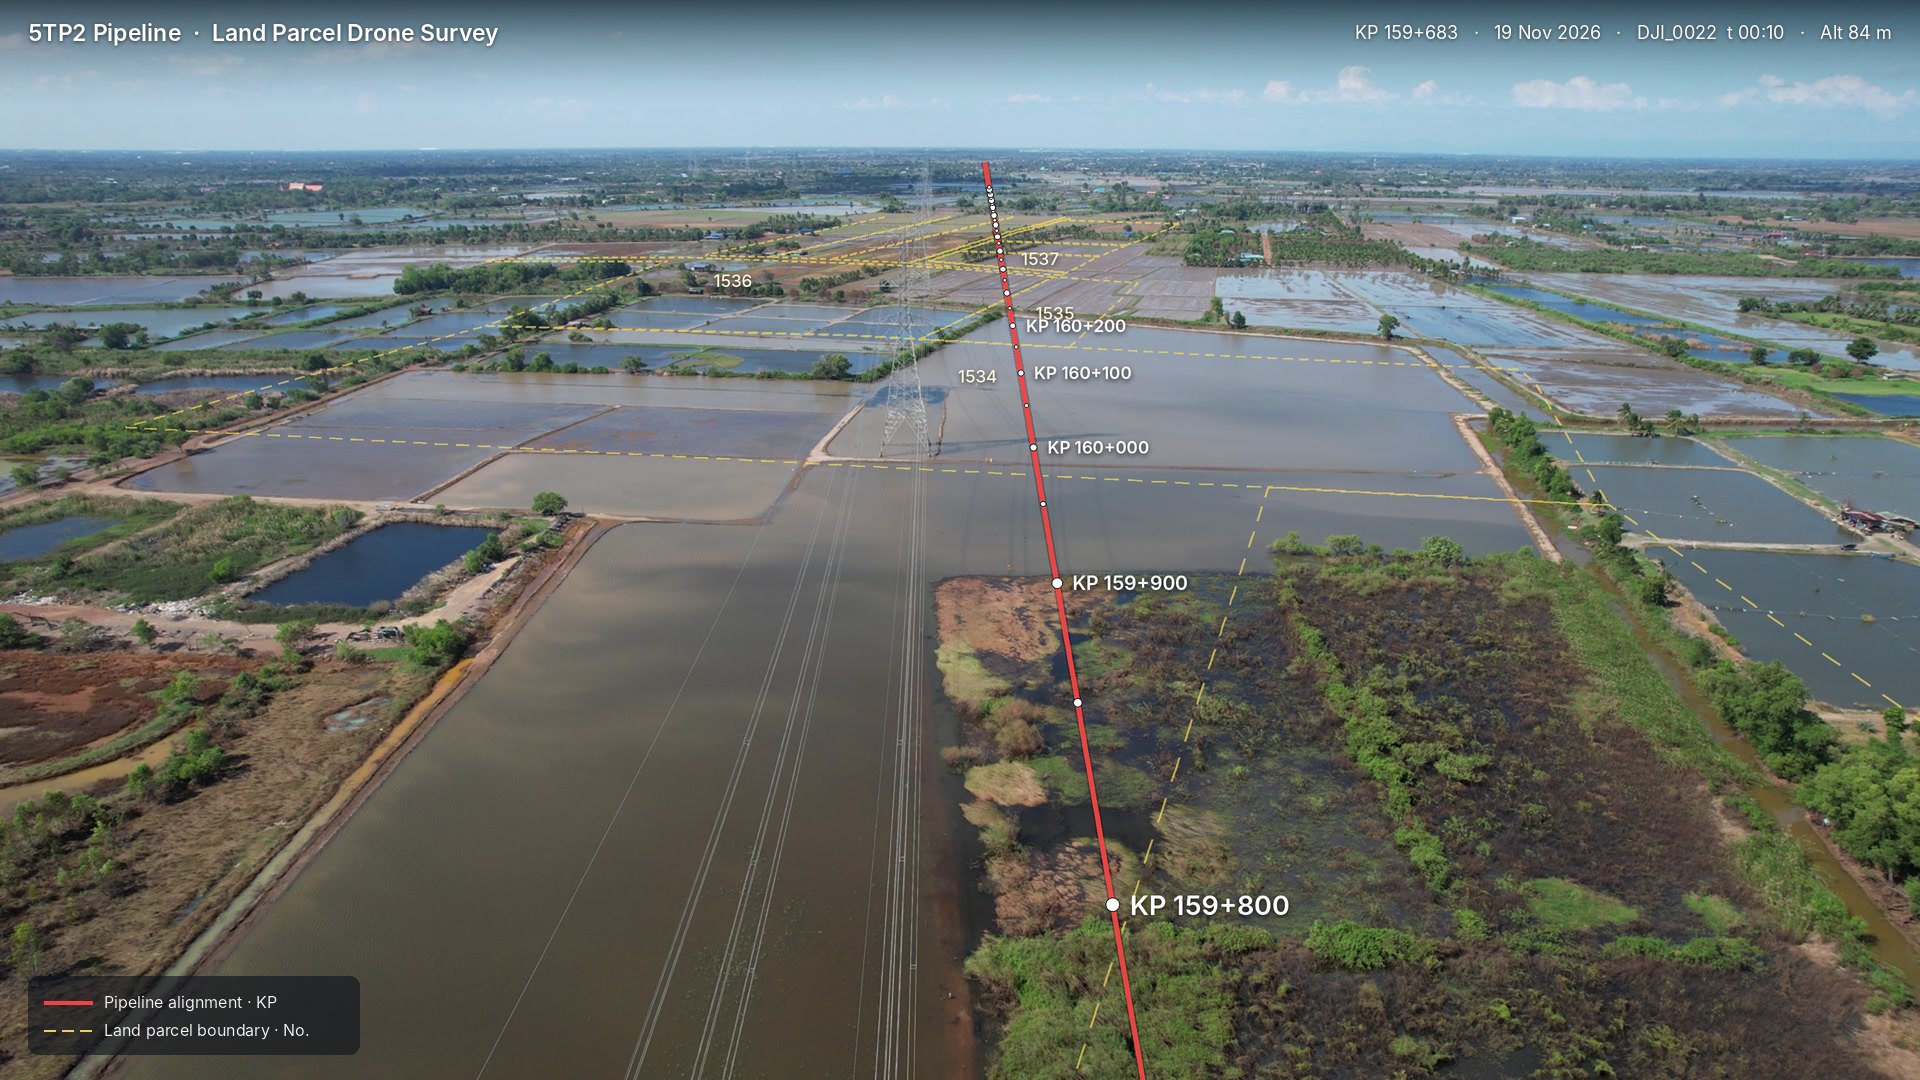 5TP2 Pipeline · Land Parcel Drone Survey
KP 159+683 · 19 Nov 2026 · DJI_0022 t 00:10 · Alt 84 m
1537
1536
1535
KP 160+200
KP 160+100
1534
KP 160+000
KP 159+900
KP 159+800
Pipeline alignment · KP
Land parcel boundary · No.